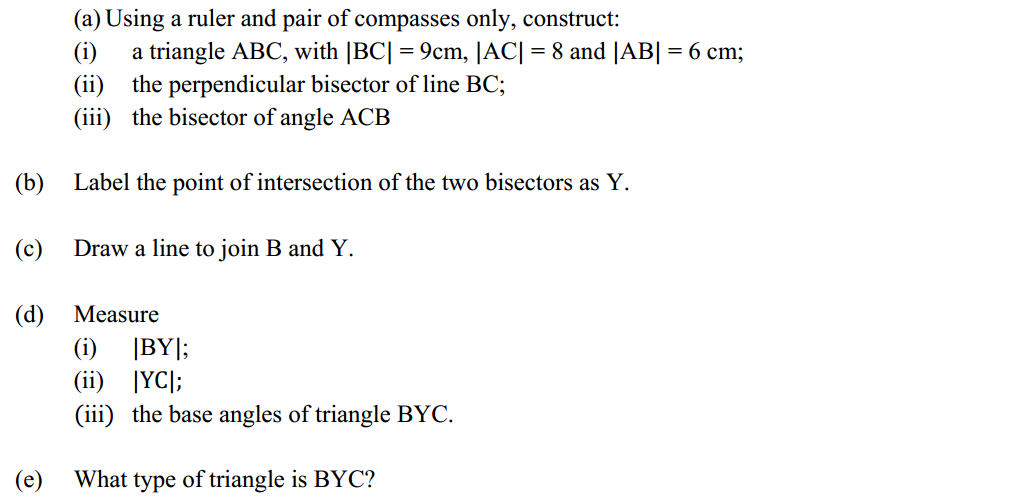 (a) Using a ruler and pair of compasses only, construct:
(i) a triangle ABC, with |BC| = 9cm, |AC| = 8 and |AB| = 6 cm;
(ii) the perpendicular bisector of line BC;
(iii) the bisector of angle ACB
(b) Label the point of intersection of the two bisectors as Y.
(c) Draw a line to join B and Y.
(d) Measure
(i) |BY|;
(ii) |YC|;
(iii) the base angles of triangle BYC.
(e) What type of triangle is BYC?